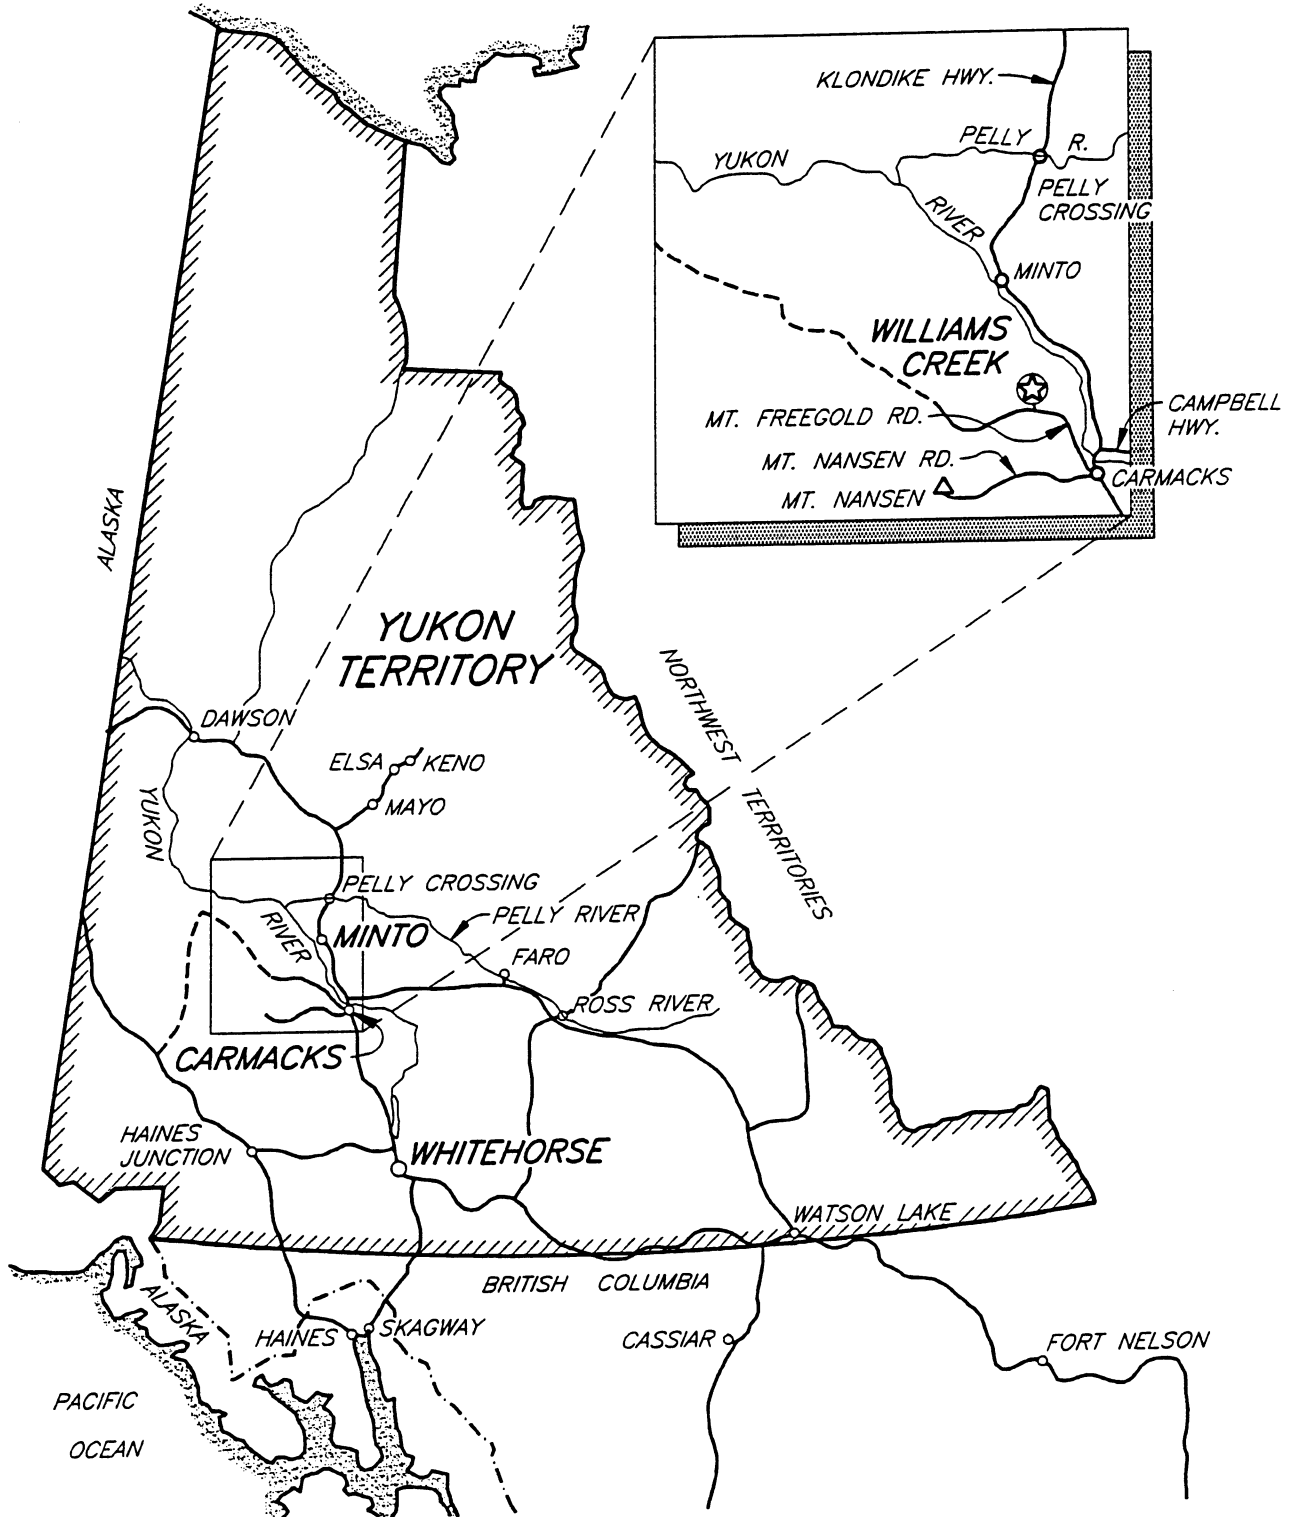 KLONDIKE HWY.
PELLY R.
YUKON
PELLY
CROSSING
RIVER
MINTO
WILLIAMS
CREEK
MT. FREEGOLD RD.
CAMPBELL
HWY.
MT. NANSEN RD.
CARMACKS
MT. NANSEN
ALASKA
YUKON
TERRITORY
NORTHWEST TERRRITORIES
DAWSON
ELSA
KENO
MAYO
YUKON
PELLY CROSSING
RIVER
PELLY RIVER
MINTO
FARO
ROSS RIVER
CARMACKS
HAINES
JUNCTION
WHITEHORSE
WATSON LAKE
BRITISH COLUMBIA
ALASKA
HAINES
SKAGWAY
CASSIAR
FORT NELSON
PACIFIC
OCEAN